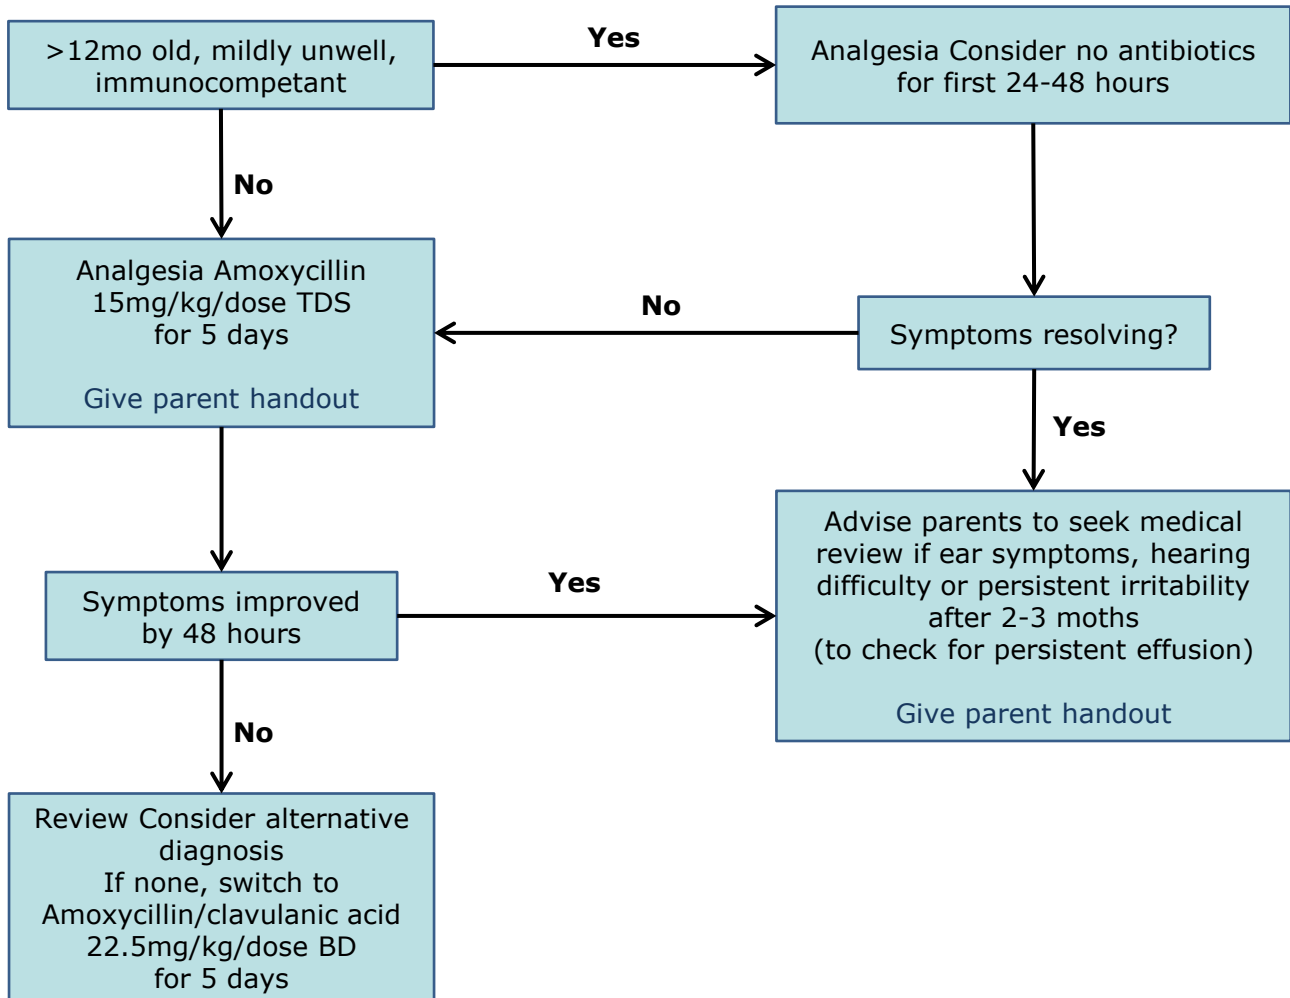 >12mo old, mildly unwell,
immunocompetant
Yes
Analgesia Consider no antibiotics
for first 24-48 hours
No
Analgesia Amoxycillin
15mg/kg/dose TDS
for 5 days
Give parent handout
No
Symptoms resolving?
Yes
Symptoms improved
by 48 hours
Yes
Advise parents to seek medical
review if ear symptoms, hearing
difficulty or persistent irritability
after 2-3 moths
(to check for persistent effusion)
Give parent handout
No
Review Consider alternative
diagnosis
If none, switch to
Amoxycillin/clavulanic acid
22.5mg/kg/dose BD
for 5 days